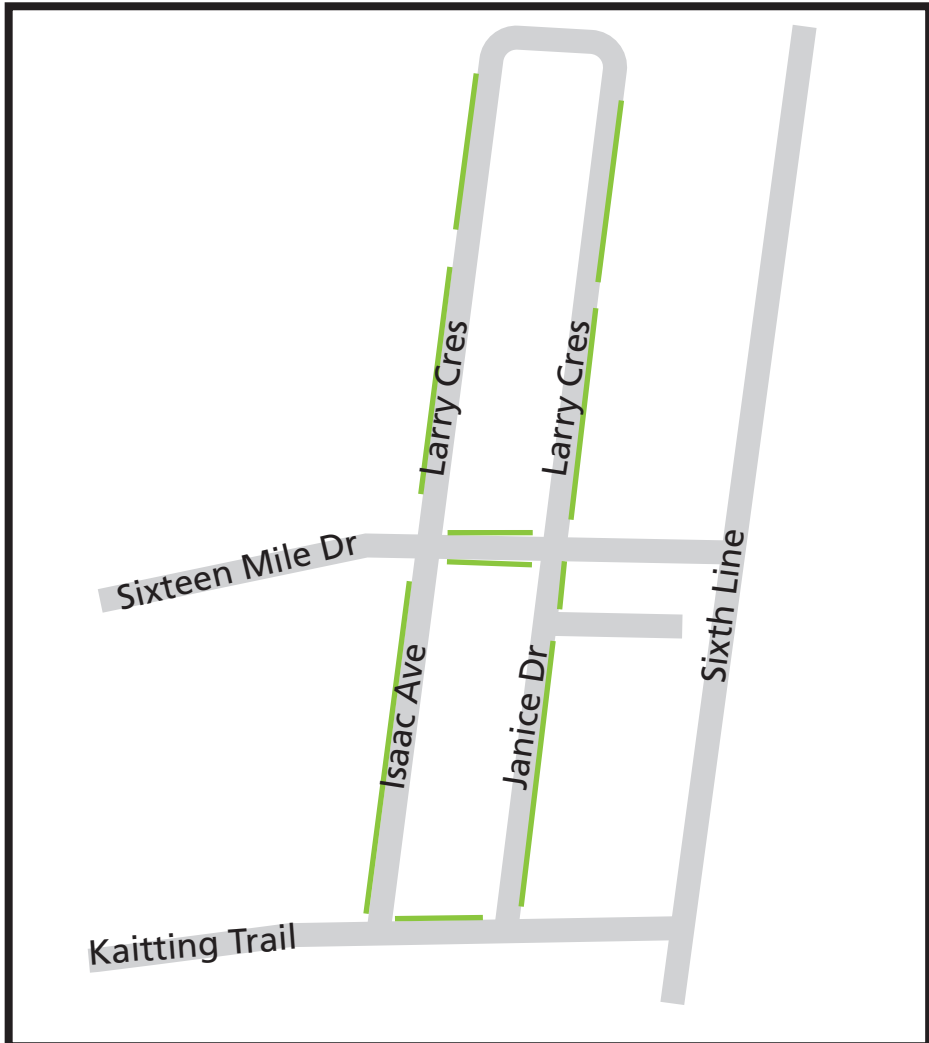 Larry Cres
Larry Cres
Sixteen Mile Dr
Sixth Line
Isaac Ave
Janice Dr
Kaitting Trail